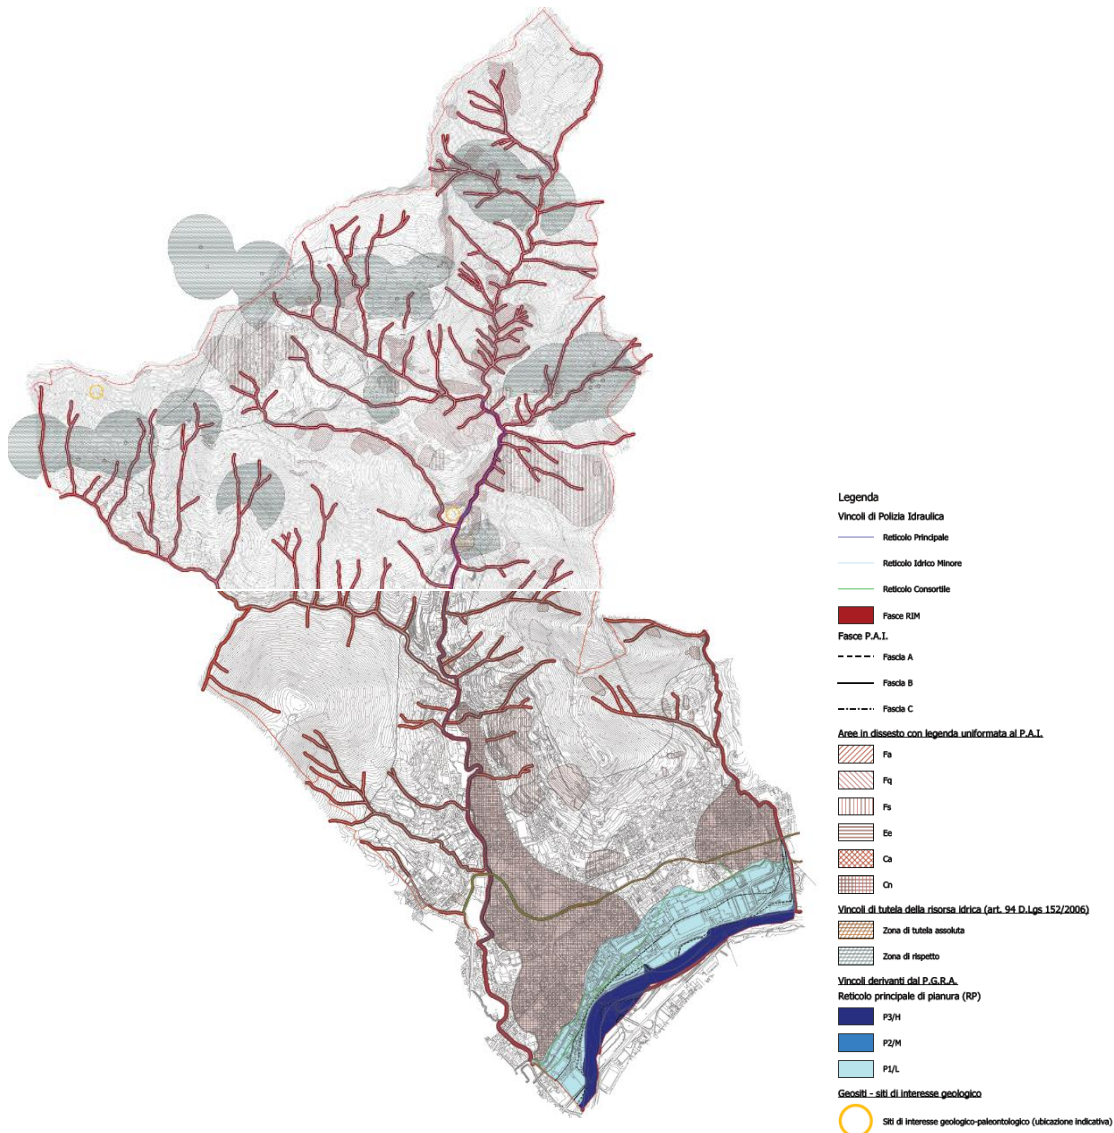 Legenda
Vincoli di Polizia Idraulica
Reticolo Principale
Reticolo Idrico Minore
Reticolo Consortile
Fasce RIM
Fasce P.A.I.
Fascia A
Fascia B
Fascia C
Aree in dissesto con legenda uniformata al P.A.I.
Fa
Fq
Fs
Ee
Ca
Cn
Vincoli di tutela della risorsa idrica (art. 94 D.Lgs 152/2006)
Zona di tutela assoluta
Zona di rispetto
Vincoli derivanti dal P.G.R.A.
Reticolo principale di pianura (RP)
P3/H
P2/M
P1/L
Geositi - siti di interesse geologico
Siti di interesse geologico-paleontologico (ubicazione indicativa)